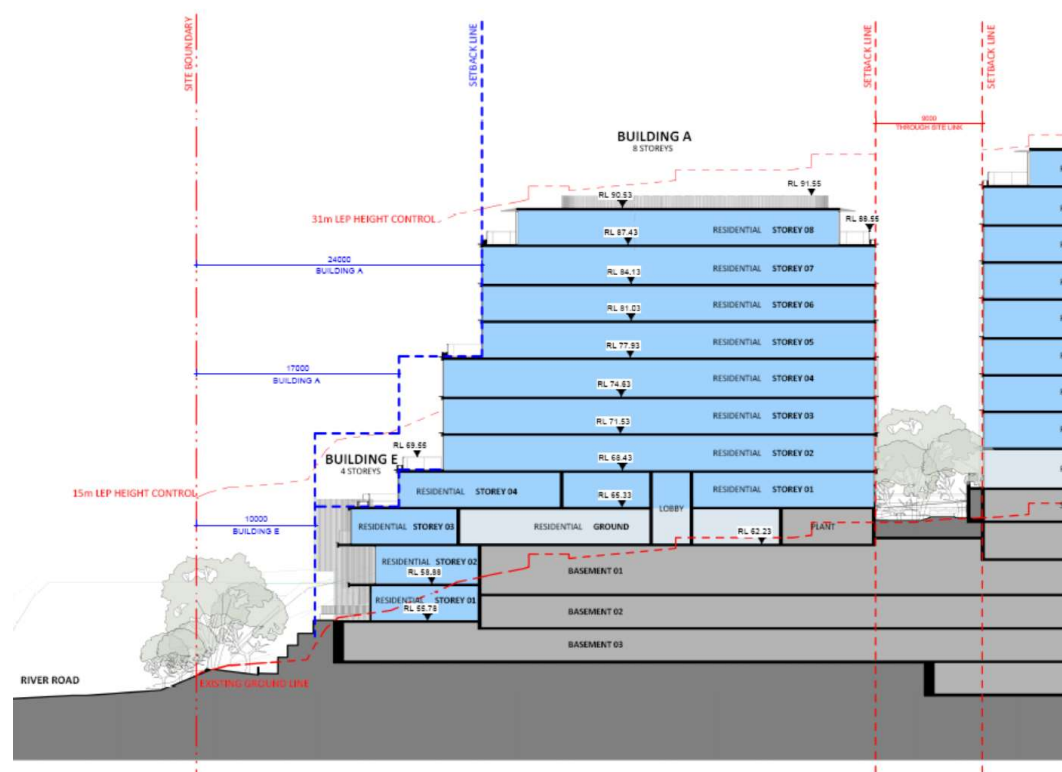 SITE BOUNDARY
SETBACK LINE
SETBACK LINE
SETBACK LINE
THROUGH SITE LINK
BUILDING A
8 STOREYS
RL 91.55
RL 90.53
31m LEP HEIGHT CONTROL
RL 88.55
RESIDENTIAL STOREY 08
RL 87.43
24000
BUILDING A
RESIDENTIAL STOREY 07
RL 84.13
RESIDENTIAL STOREY 06
RL 81.03
RESIDENTIAL STOREY 05
RL 77.93
17000
BUILDING A
RESIDENTIAL STOREY 04
RL 74.63
RESIDENTIAL STOREY 03
RL 71.53
BUILDING E
4 STOREYS
RL 69.55
RESIDENTIAL STOREY 02
RL 68.43
15m LEP HEIGHT CONTROL
RESIDENTIAL STOREY 04
RESIDENTIAL STOREY 01
RL 65.33
LOBBY
10000
BUILDING E
RESIDENTIAL STOREY 03
RESIDENTIAL GROUND
RL 62.23
PLANT
RESIDENTIAL STOREY 02
RL 58.88
BASEMENT 01
RESIDENTIAL STOREY 01
RL 55.78
BASEMENT 02
BASEMENT 03
RIVER ROAD
EXISTING GROUND LINE